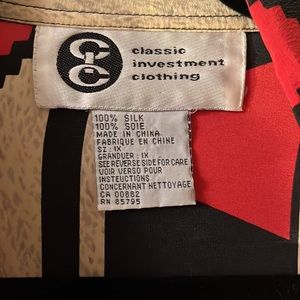 classic
investment
clothing
100% SILK
100% SOIE
MADE IN CHINA
FABRIQUE EN CHINE
SZ : 1X
GRANDUER : 1X
SEE REVERSE SIDE FOR CARE
VOIR VERSO POUR
INSTRUCTIONS
CONCERNANT NETTOYAGE
CA 00882
RN 85795